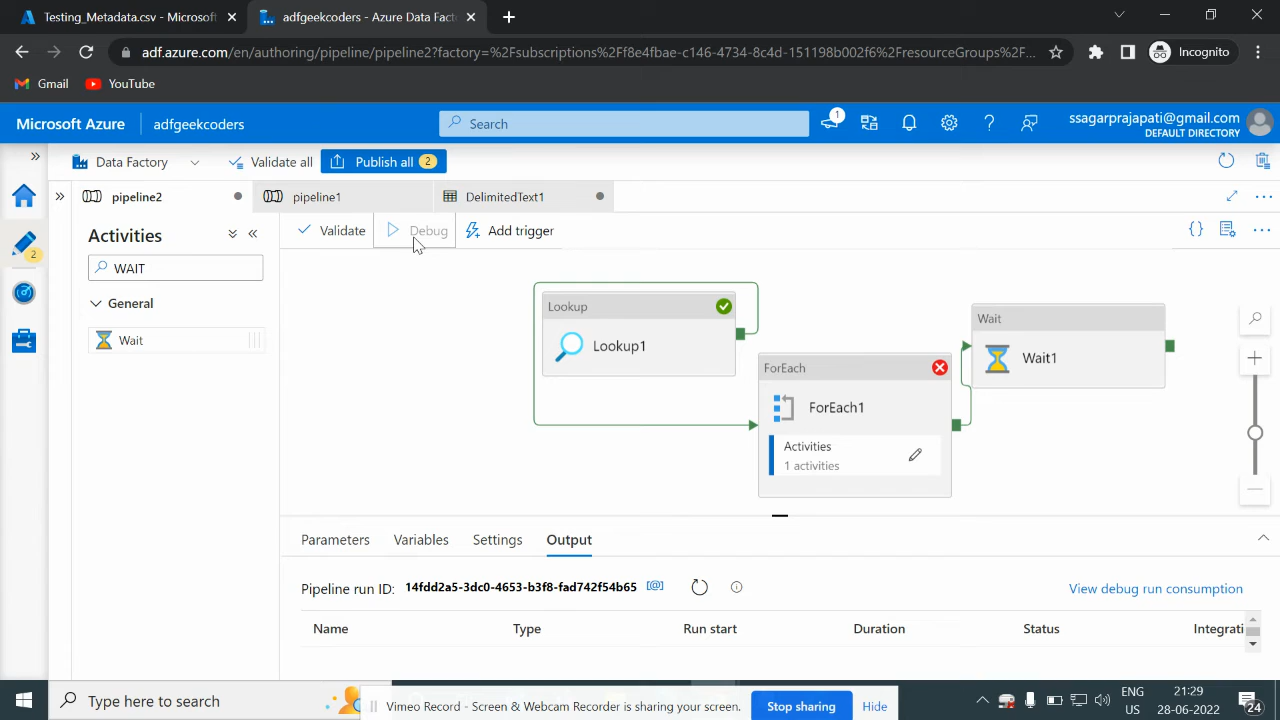 Testing_Metadata.csv - Microsoft
adfgeekcoders - Azure Data Fact
adf.azure.com/en/authoring/pipeline/pipeline2?factory=%2Fsubscriptions%2Ff8e4fbae-c146-4734-8c4d-151198b002f6%2FresourceGroups%2F...
Incognito
Gmail
YouTube
Microsoft Azure
adfgeekcoders
Search
1
ssagarprajapati@gmail.com
DEFAULT DIRECTORY
Data Factory
Validate all
Publish all
2
pipeline2
pipeline1
DelimitedText1
Activities
Validate
Debug
Add trigger
2
WAIT
General
Wait
Lookup
Lookup1
Wait
Wait1
ForEach
ForEach1
Activities
1 activities
Parameters
Variables
Settings
Output
Pipeline run ID: 14fdd2a5-3dc0-4653-b3f8-fad742f54b65
[@]
View debug run consumption
Name
Type
Run start
Duration
Status
Integrati
Type here to search
Vimeo Record - Screen & Webcam Recorder is sharing your screen.
Stop sharing
Hide
ENG
US
21:29
28-06-2022
24